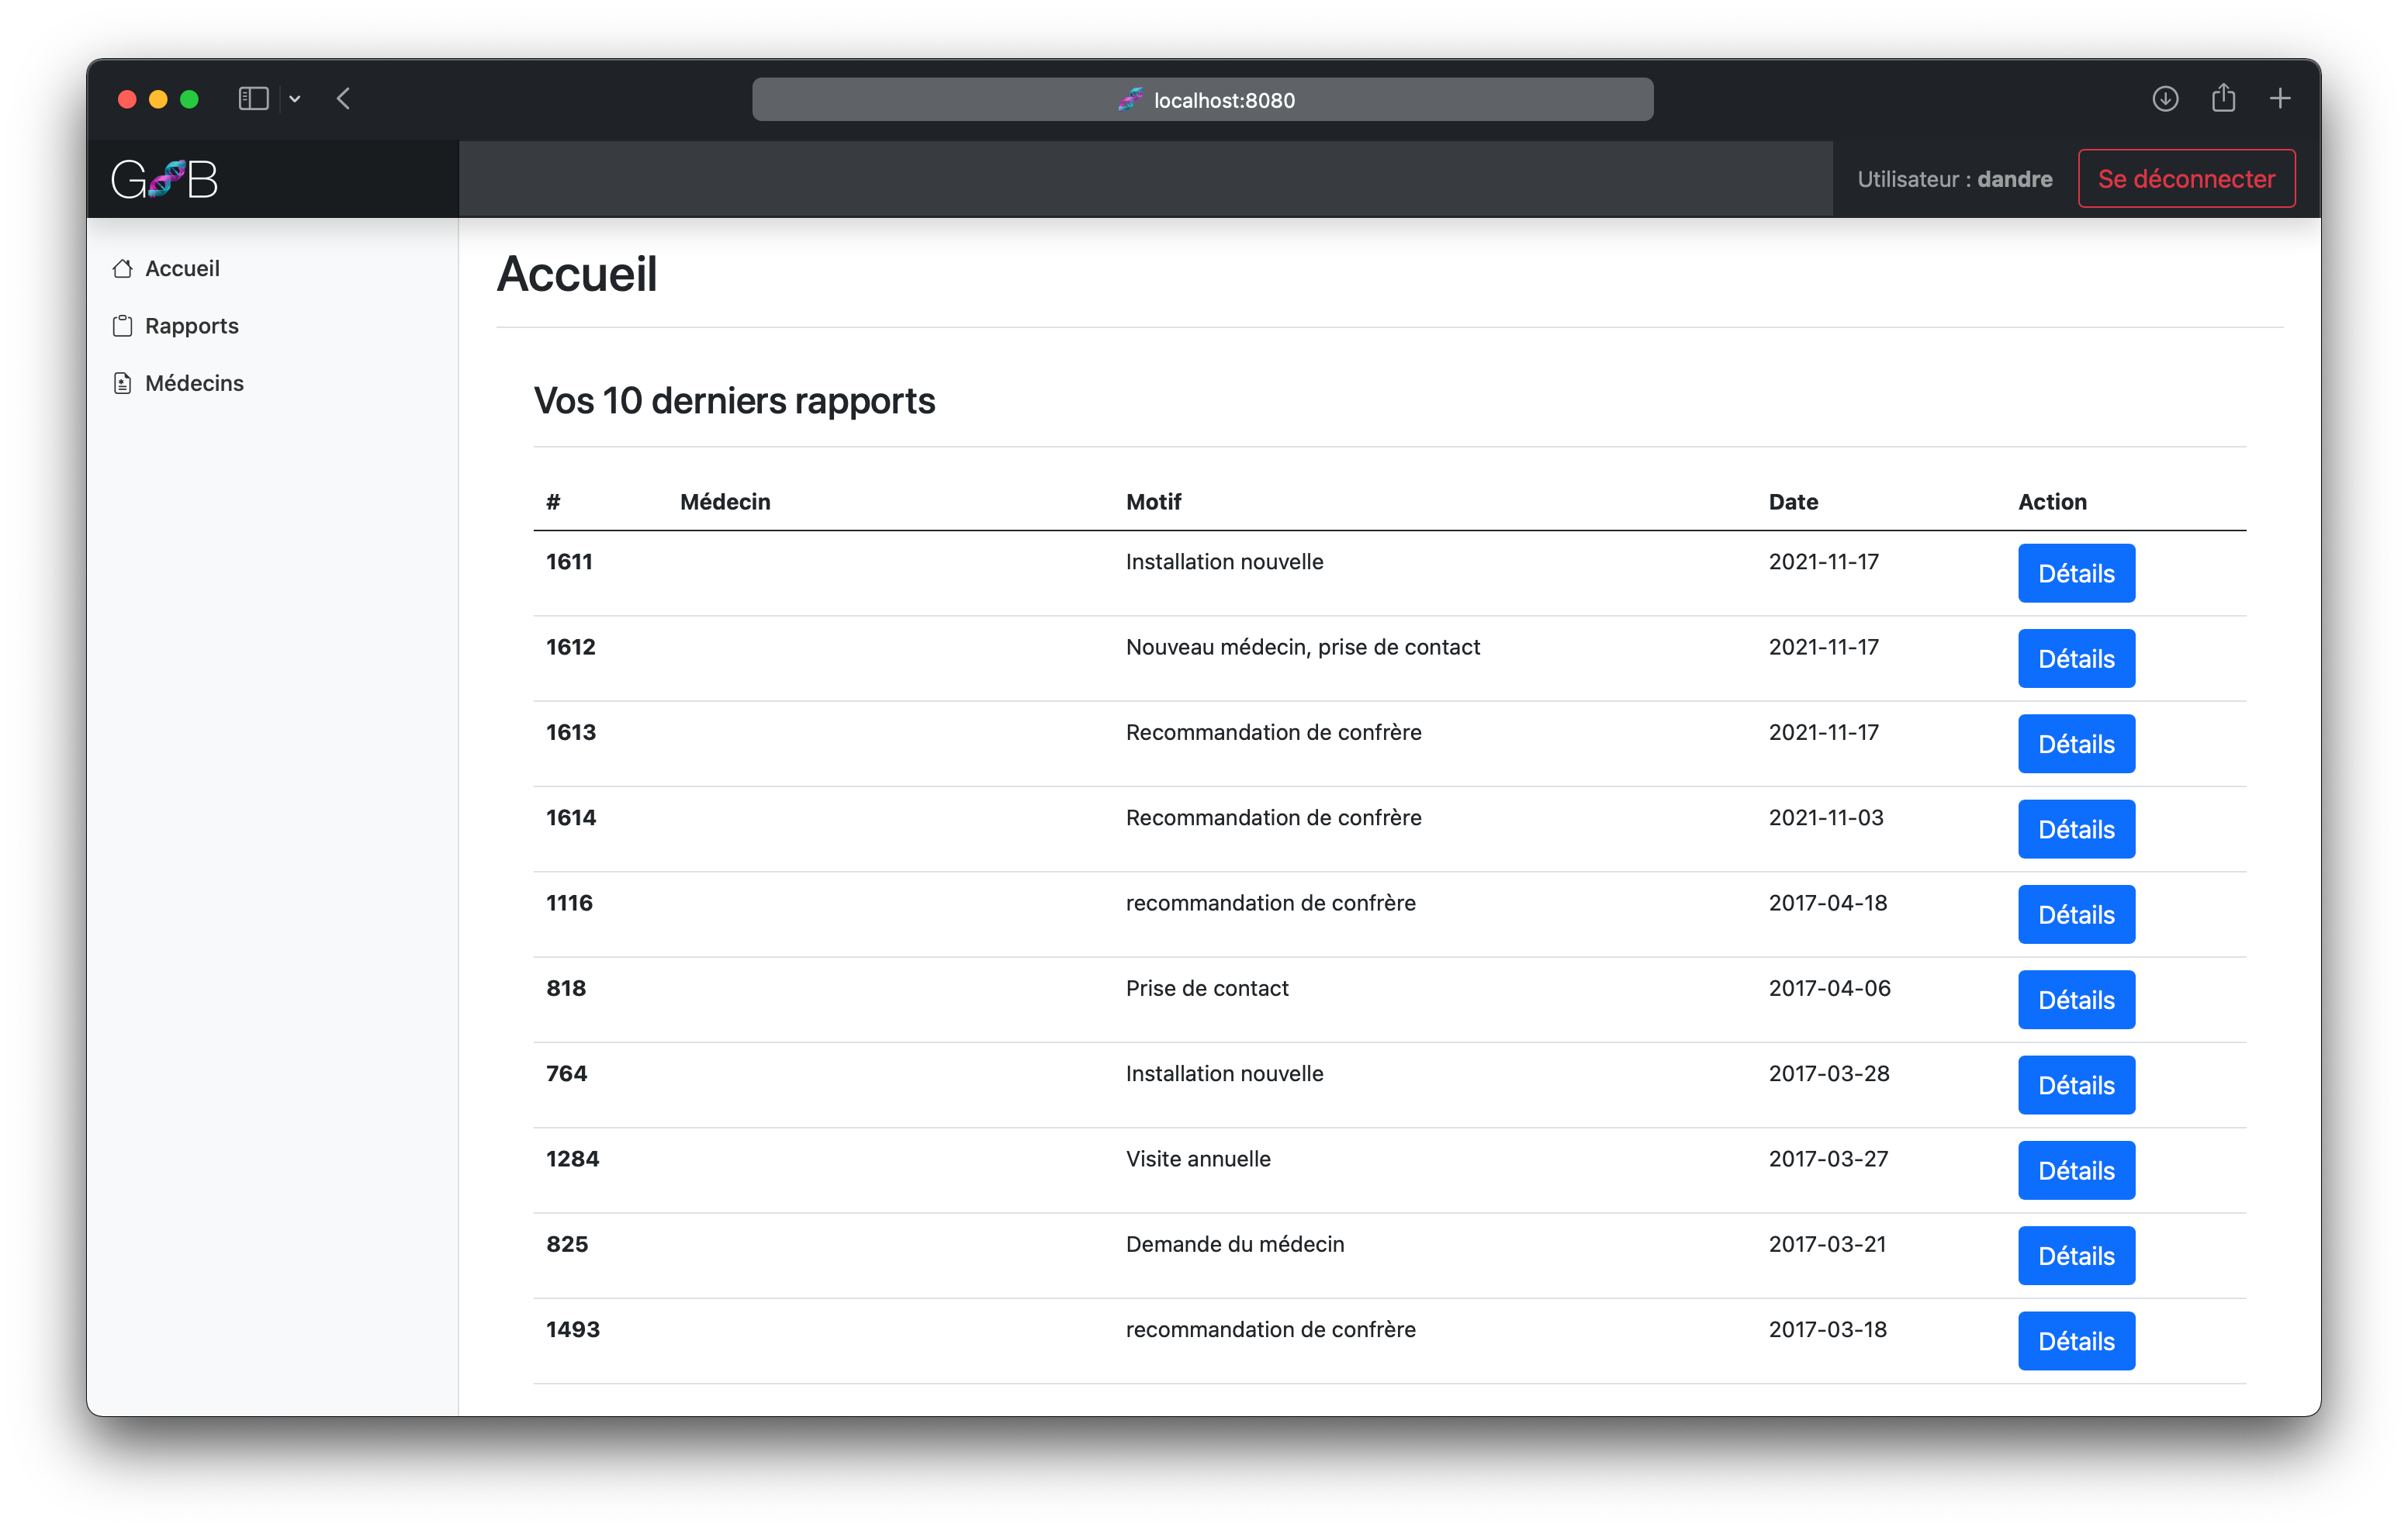 localhost:8080
GSB
Utilisateur : dandre Se déconnecter
Accueil
Rapports
Médecins
Accueil
Vos 10 derniers rapports
# Médecin Motif Date Action
1611 Installation nouvelle 2021-11-17 Détails
1612 Nouveau médecin, prise de contact 2021-11-17 Détails
1613 Recommandation de confrère 2021-11-17 Détails
1614 Recommandation de confrère 2021-11-03 Détails
1116 recommandation de confrère 2017-04-18 Détails
818 Prise de contact 2017-04-06 Détails
764 Installation nouvelle 2017-03-28 Détails
1284 Visite annuelle 2017-03-27 Détails
825 Demande du médecin 2017-03-21 Détails
1493 recommandation de confrère 2017-03-18 Détails